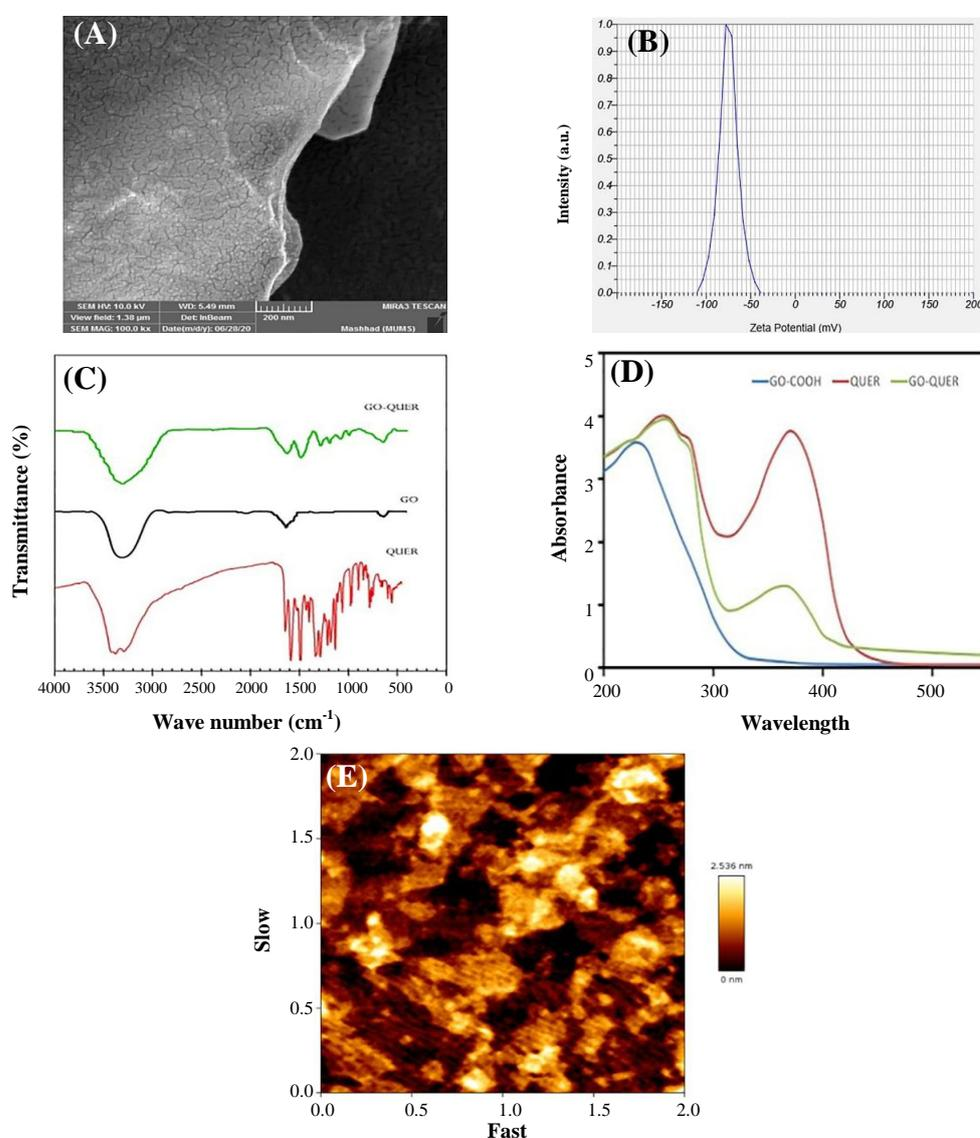 (A)
SEM HV: 10.0 kV WD: 5.49 mm MIRA3 TESCAN
View field: 1.38 µm Det: InBeam 200 nm
SEM MAG: 100.0 kx Date(m/d/y): 06/28/20 Mashhad (MUMS)
(B)
Intensity (a.u.)
1.0
0.9
0.8
0.7
0.6
0.5
0.4
0.3
0.2
0.1
0.0
-150 -100 -50 0 50 100 150 200
Zeta Potential (mV)
(C)
Transmittance (%)
GO-QUER
GO
QUER
4000 3500 3000 2500 2000 1500 1000 500 0
Wave number (cm⁻¹)
(D)
GO-COOH QUER GO-QUER
Absorbance
5
4
3
2
1
0
200 300 400 500
Wavelength
(E)
Slow
2.0
1.5
1.0
0.5
0.0
0.0 0.5 1.0 1.5 2.0
Fast
2.536 nm
0 nm